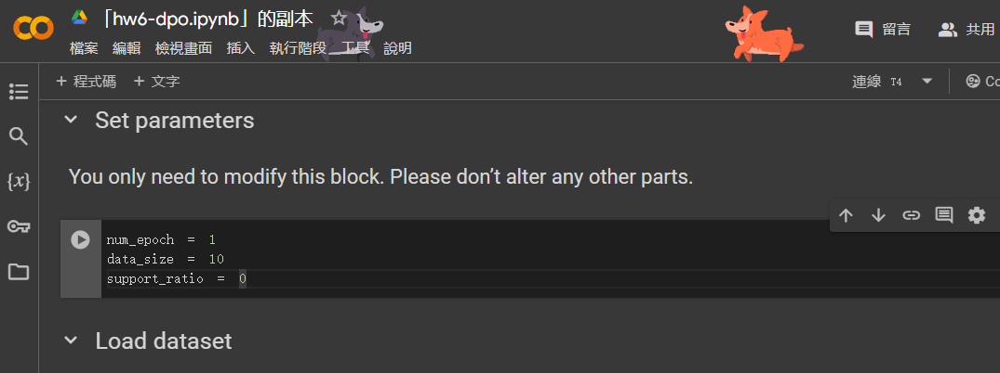 「hw6-dpo.ipynb」的副本
檔案 編輯 檢視畫面 插入 執行階段 工具 說明
留言 共用
+ 程式碼 + 文字
連線 T4
Co
Set parameters
{x}
You only need to modify this block. Please don’t alter any other parts.
num_epoch = 1
data_size = 10
support_ratio = 0
Load dataset